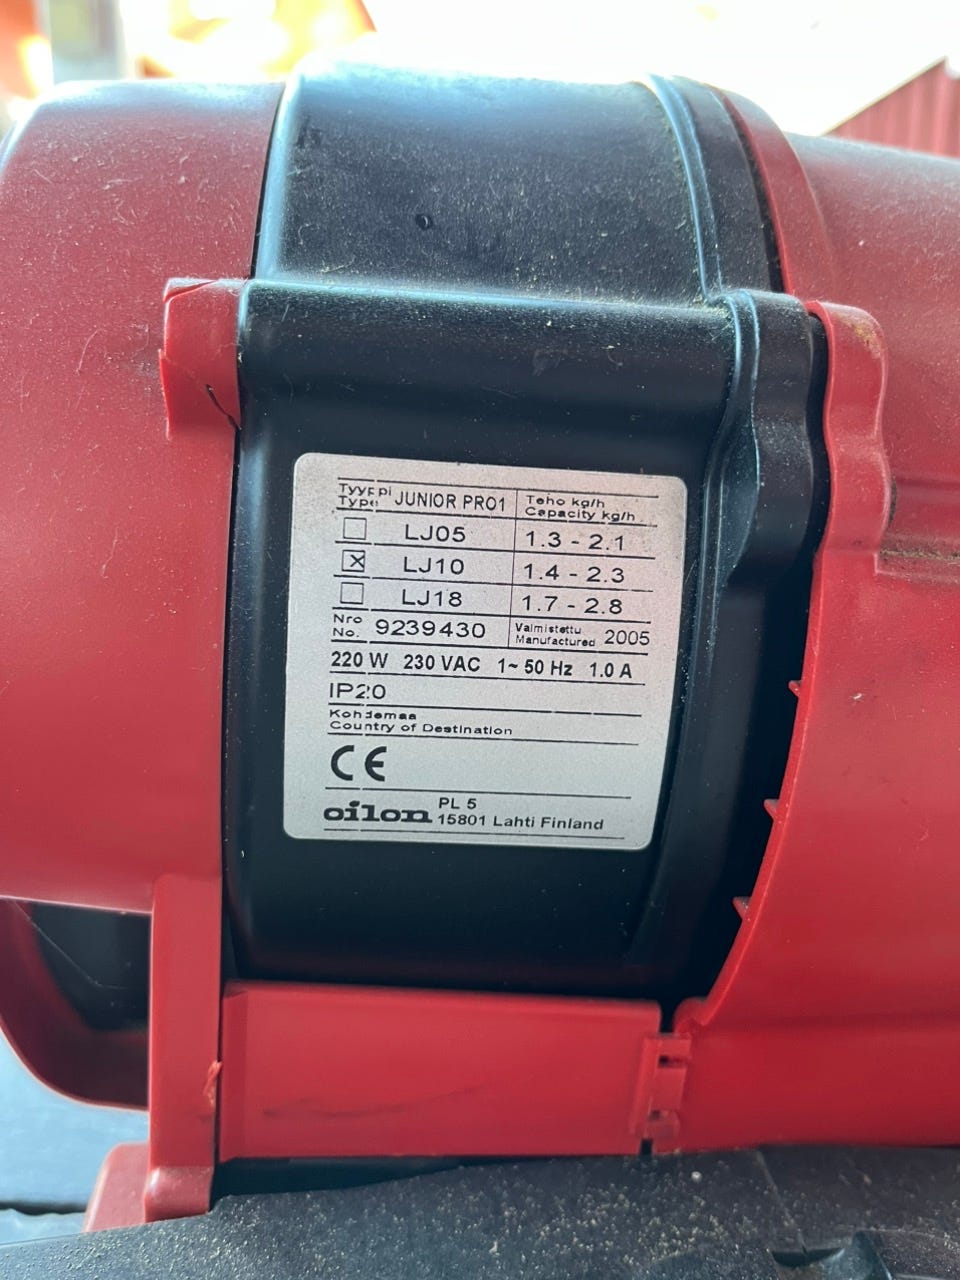 Tyyppi JUNIOR PRO1 Teho kg/h
Type Capacity kg/h
LJ05 1.3 - 2.1
☒ LJ10 1.4 - 2.3
LJ18 1.7 - 2.8
Nro Valmistettu
No. 9239430 Manufactured 2005
220 W 230 VAC 1~ 50 Hz 1.0 A
IP20
Kohdemaa
Country of Destination
CE
oilon PL 5
15801 Lahti Finland